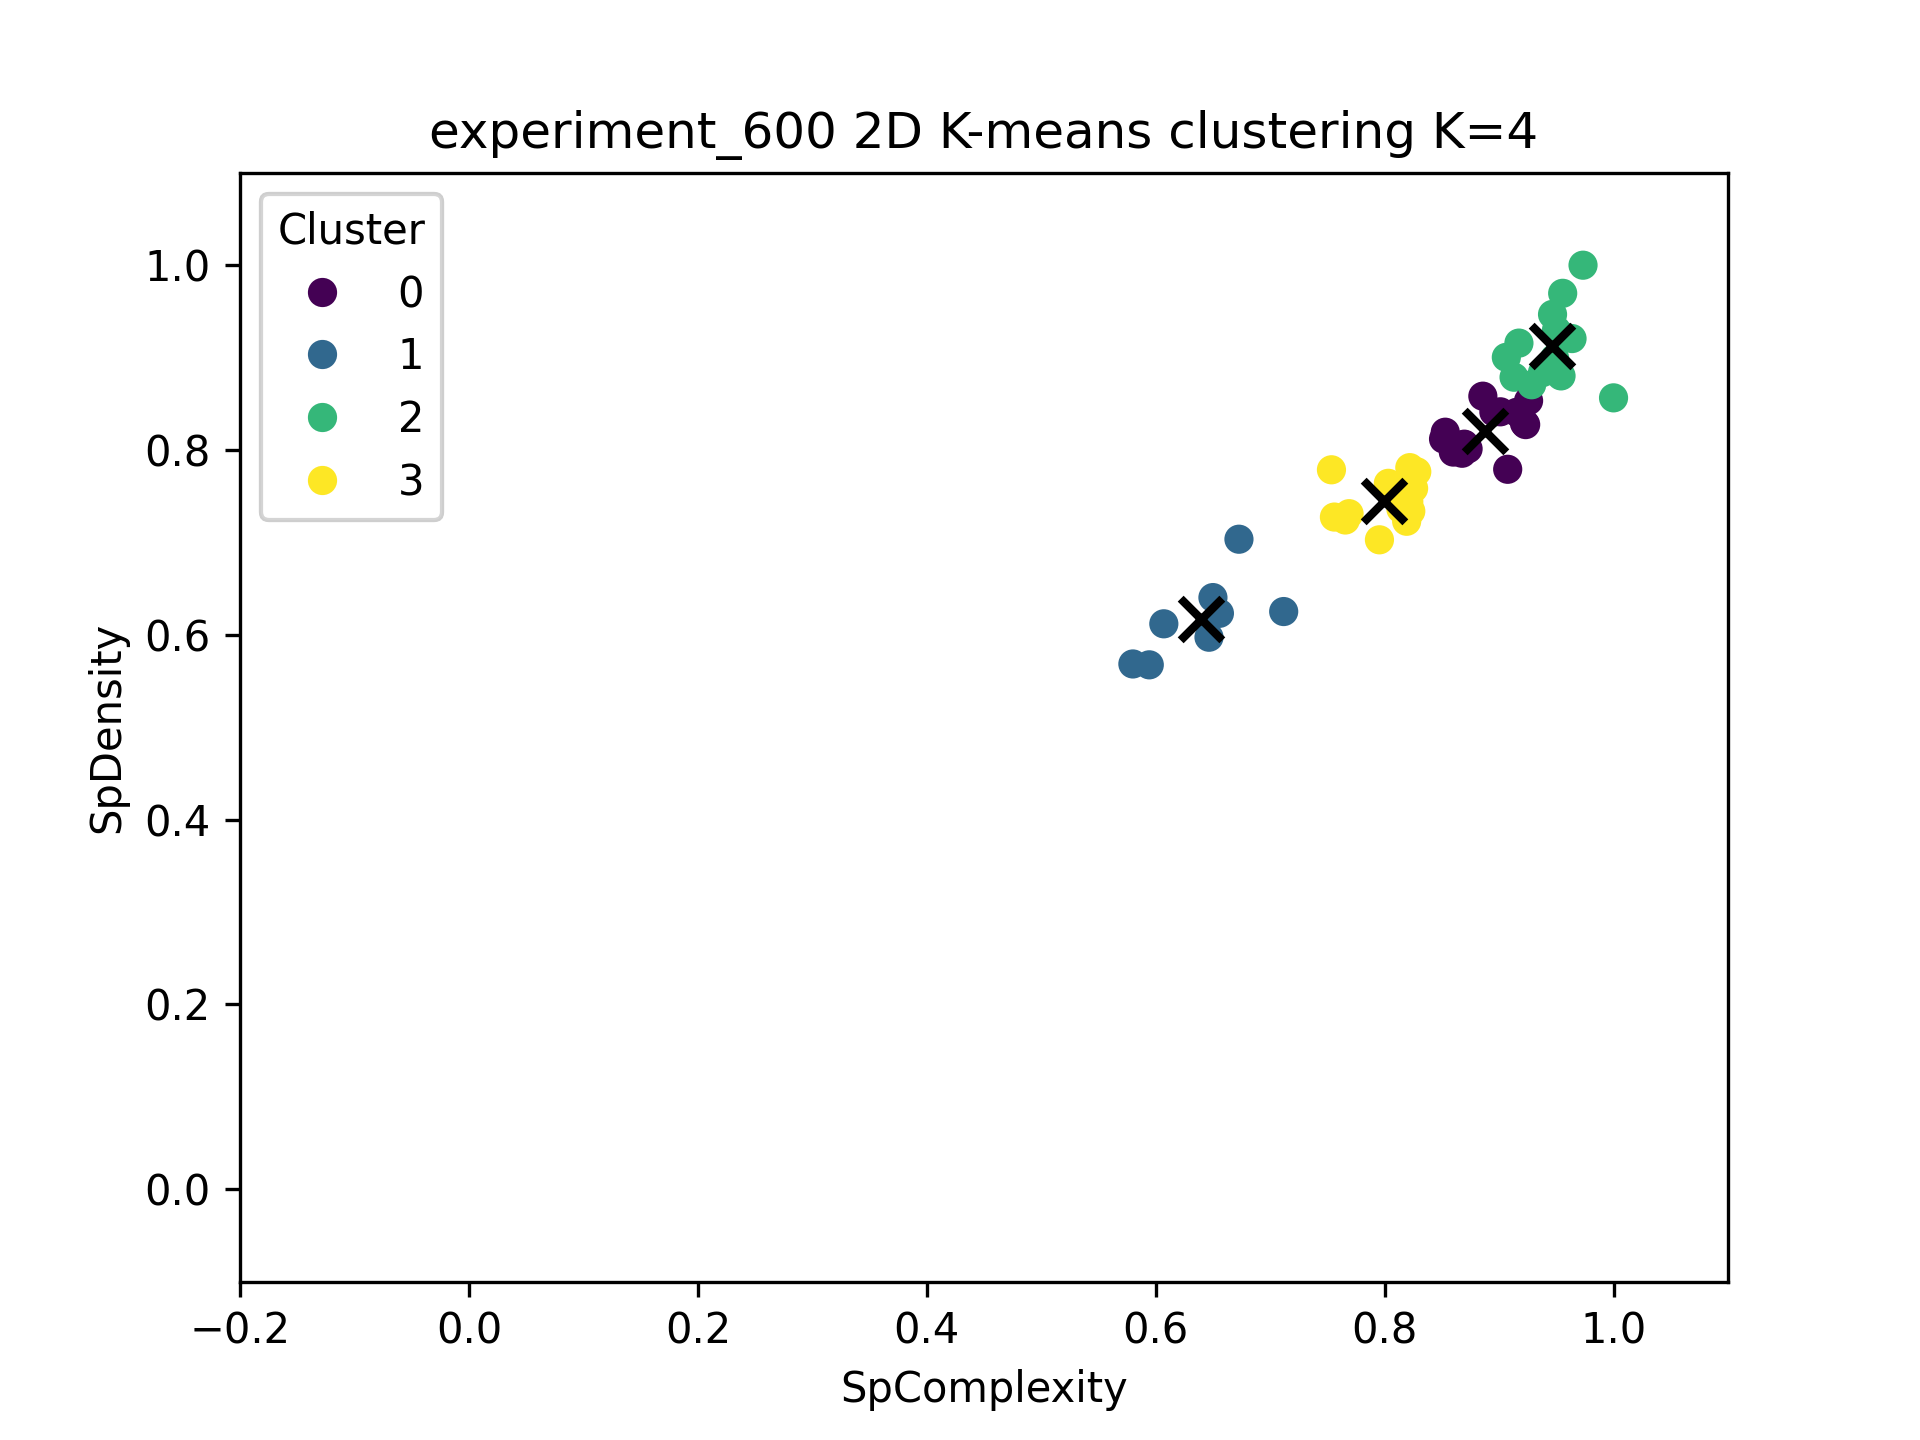 experiment_600 2D K-means clustering K=4
Cluster
0
1
2
3
SpDensity
1.0
0.8
0.6
0.4
0.2
0.0
−0.2 0.0 0.2 0.4 0.6 0.8 1.0
SpComplexity